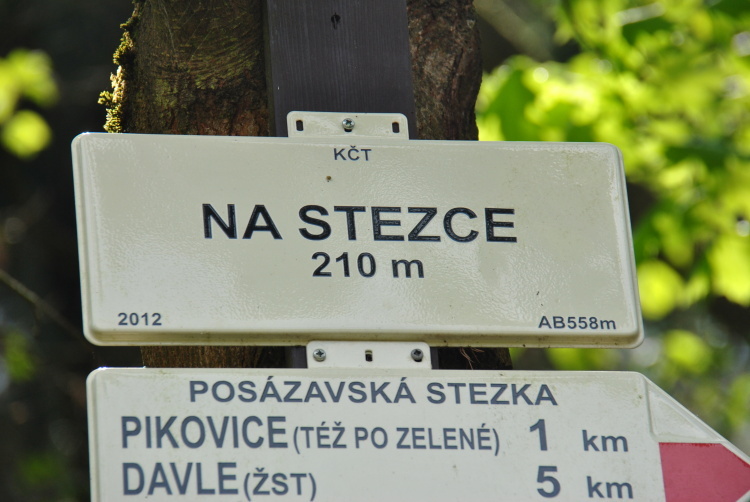 KČT
NA STEZCE
210 m
2012 AB558m
POSÁZAVSKÁ STEZKA
PIKOVICE (TÉŽ PO ZELENÉ) 1 km
DAVLE (ŽST) 5 km